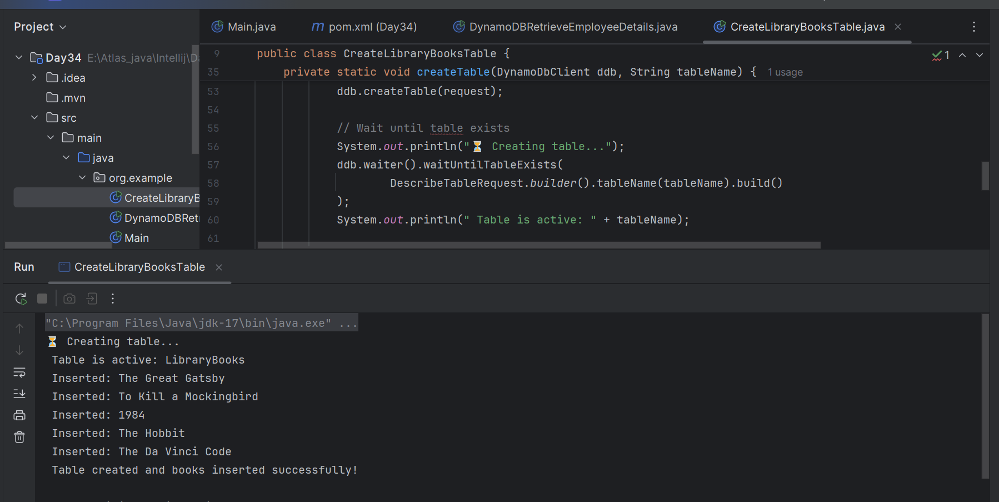 Project
Main.java
pom.xml (Day34)
DynamoDBRetrieveEmployeeDetails.java
CreateLibraryBooksTable.java
Day34 E:\Atlas_java\Intellij\Da
.idea
.mvn
src
main
java
org.example
CreateLibraryB
DynamoDBRetr
Main
9 public class CreateLibraryBooksTable {
35 private static void createTable(DynamoDbClient ddb, String tableName) { 1 usage
1
53 ddb.createTable(request);
54
55 // Wait until table exists
56 System.out.println("⏳ Creating table...");
57 ddb.waiter().waitUntilTableExists(
58 DescribeTableRequest.builder().tableName(tableName).build()
59 );
60 System.out.println(" Table is active: " + tableName);
61
Run
CreateLibraryBooksTable
"C:\Program Files\Java\jdk-17\bin\java.exe" ...
⏳ Creating table...
Table is active: LibraryBooks
Inserted: The Great Gatsby
Inserted: To Kill a Mockingbird
Inserted: 1984
Inserted: The Hobbit
Inserted: The Da Vinci Code
Table created and books inserted successfully!